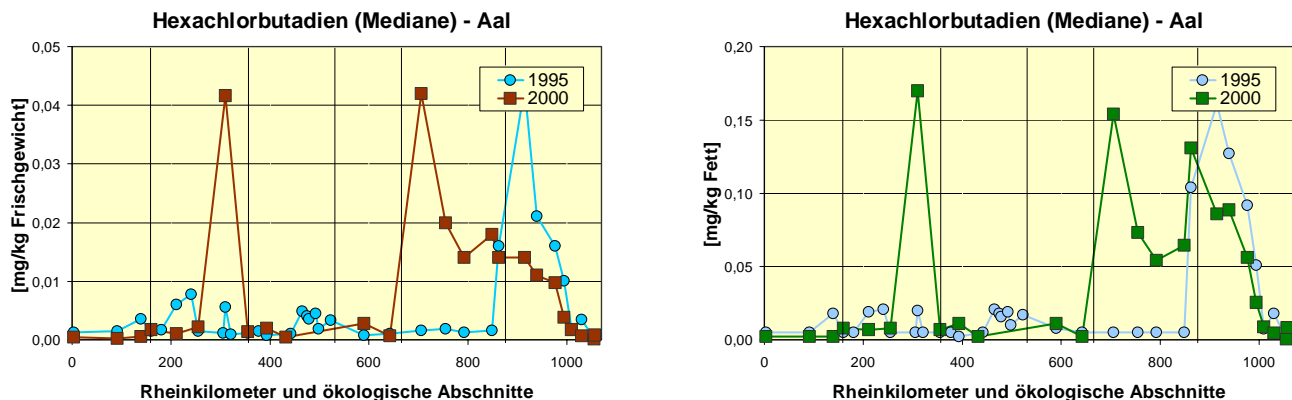 Hexachlorbutadien (Mediane) - Aal
[mg/kg Frischgewicht]
0,05
0,04
0,03
0,02
0,01
0,00
1995
2000
0 200 400 600 800 1000
Rheinkilometer und ökologische Abschnitte
Hexachlorbutadien (Mediane) - Aal
[mg/kg Fett]
0,20
0,15
0,10
0,05
0,00
1995
2000
0 200 400 600 800 1000
Rheinkilometer und ökologische Abschnitte